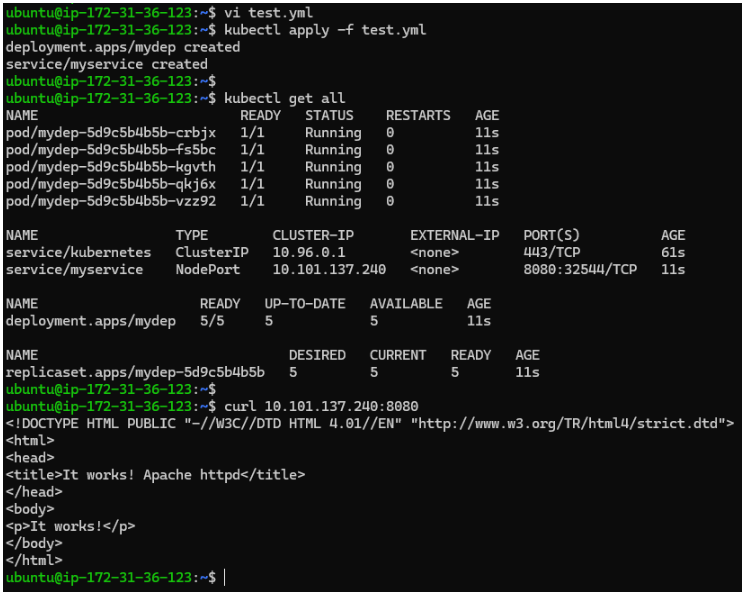 ubuntu@ip-172-31-36-123:~$ vi test.yml
ubuntu@ip-172-31-36-123:~$ kubectl apply -f test.yml
deployment.apps/mydep created
service/myservice created
ubuntu@ip-172-31-36-123:~$
ubuntu@ip-172-31-36-123:~$ kubectl get all
NAME                         READY   STATUS    RESTARTS   AGE
pod/mydep-5d9c5b4b5b-crbjx   1/1     Running   0          11s
pod/mydep-5d9c5b4b5b-fs5bc   1/1     Running   0          11s
pod/mydep-5d9c5b4b5b-kgvth   1/1     Running   0          11s
pod/mydep-5d9c5b4b5b-qkj6x   1/1     Running   0          11s
pod/mydep-5d9c5b4b5b-vzz92   1/1     Running   0          11s

NAME                 TYPE        CLUSTER-IP       EXTERNAL-IP   PORT(S)          AGE
service/kubernetes   ClusterIP   10.96.0.1        <none>        443/TCP          61s
service/myservice    NodePort    10.101.137.240   <none>        8080:32544/TCP   11s

NAME                    READY   UP-TO-DATE   AVAILABLE   AGE
deployment.apps/mydep   5/5     5            5           11s

NAME                               DESIRED   CURRENT   READY   AGE
replicaset.apps/mydep-5d9c5b4b5b   5         5         5       11s
ubuntu@ip-172-31-36-123:~$
ubuntu@ip-172-31-36-123:~$ curl 10.101.137.240:8080
<!DOCTYPE HTML PUBLIC "-//W3C//DTD HTML 4.01//EN" "http://www.w3.org/TR/html4/strict.dtd">
<html>
<head>
<title>It works! Apache httpd</title>
</head>
<body>
<p>It works!</p>
</body>
</html>
ubuntu@ip-172-31-36-123:~$